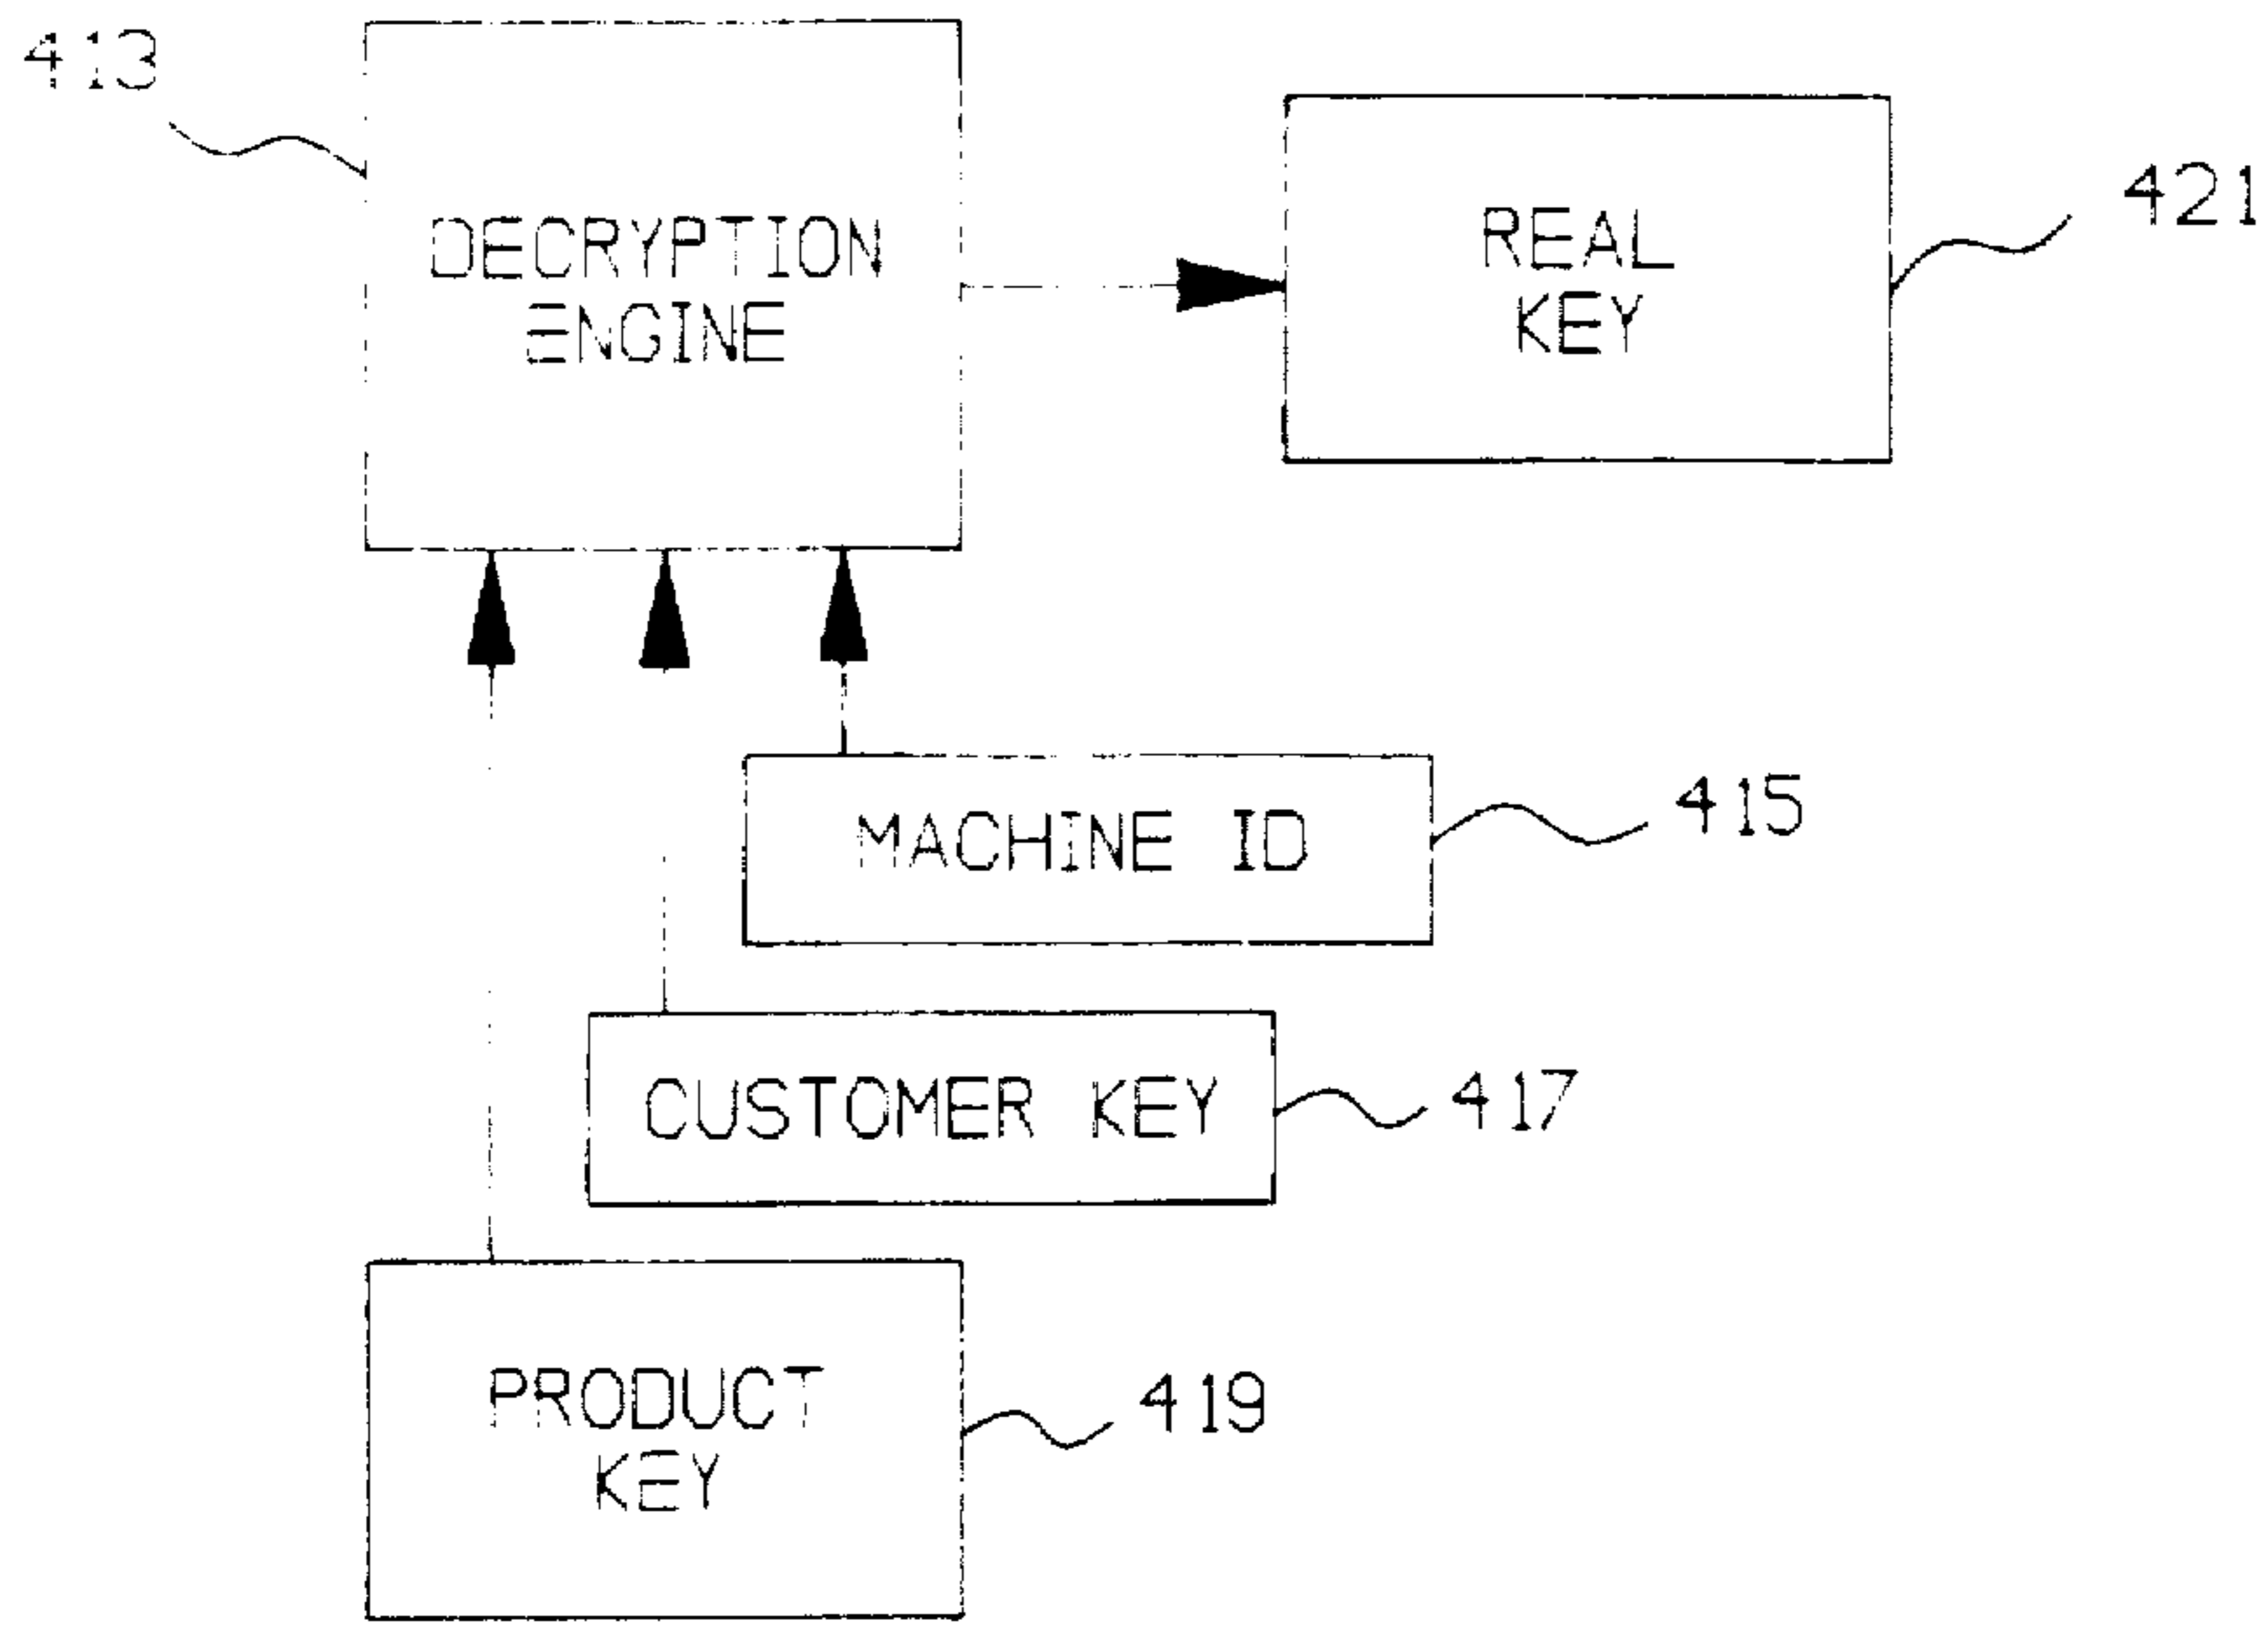 413
DECRYPTION
ENGINE
REAL
KEY
421
MACHINE ID
415
CUSTOMER KEY
417
PRODUCT
KEY
419